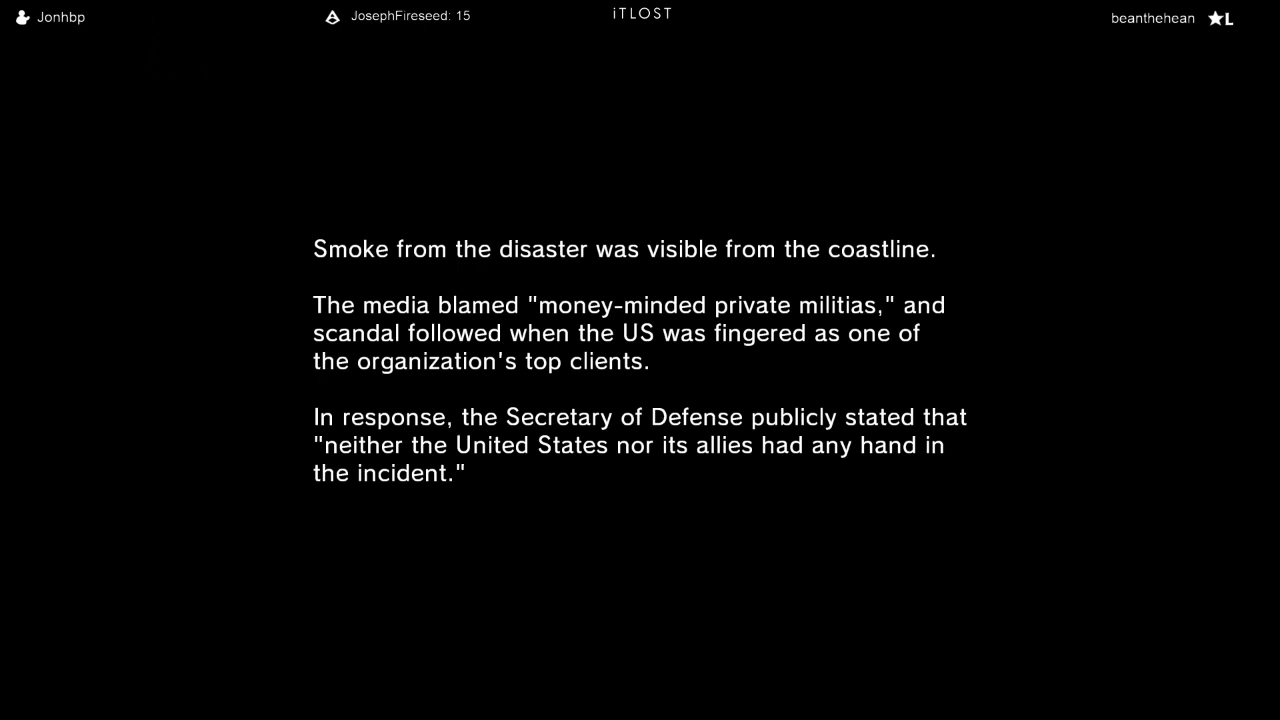 Jonhbp
JosephFireseed: 15
iTLOST
beanthehean
★L
Smoke from the disaster was visible from the coastline.
The media blamed "money-minded private militias," and
scandal followed when the US was fingered as one of
the organization's top clients.
In response, the Secretary of Defense publicly stated that
"neither the United States nor its allies had any hand in
the incident."